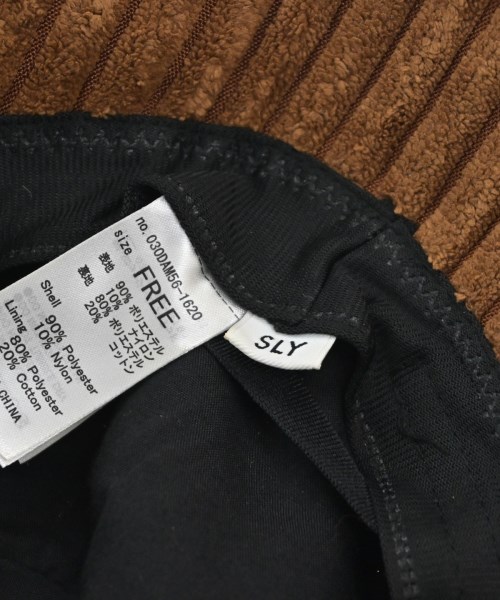 no. 030DAM56-1620
size
FREE
表地 90% ポリエステル
10% ナイロン
裏地 80% ポリエステル
20% コットン
Shell 90% Polyester
10% Nylon
Lining 80% Polyester
20% Cotton
CHINA
SLY